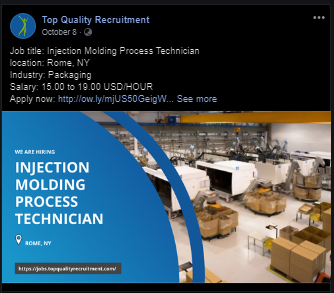 Top Quality Recruitment
October 8 ·
Job title: Injection Molding Process Technician
location: Rome, NY
Industry: Packaging
Salary: 15.00 to 19.00 USD/HOUR
Apply now: http://ow.ly/mjUS50GeigW... See more
WE ARE HIRING
INJECTION
MOLDING
PROCESS
TECHNICIAN
ROME, NY
https://jobs-topqualityrecruitment.com/